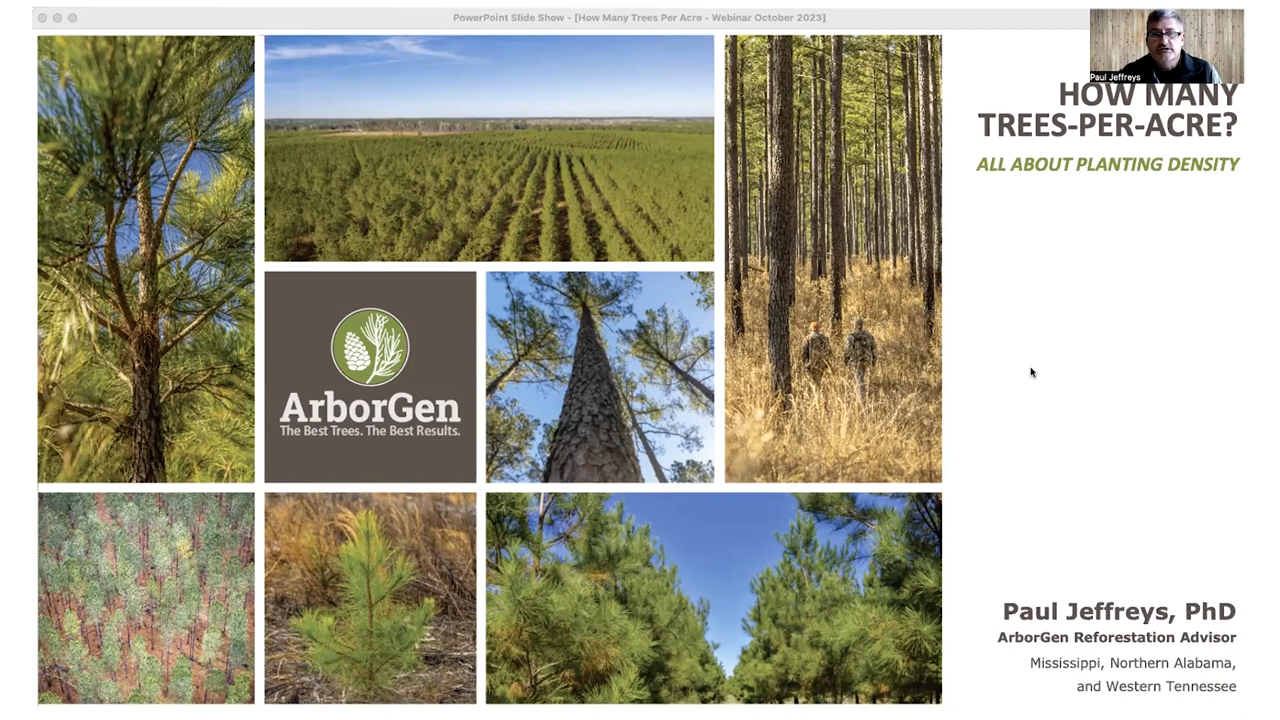 PowerPoint Slide Show - [How Many Trees Per Acre - Webinar October 2023]
Paul Jeffreys
HOW MANY
TREES-PER-ACRE?
ALL ABOUT PLANTING DENSITY
ArborGen
The Best Trees. The Best Results.
Paul Jeffreys, PhD
ArborGen Reforestation Advisor
Mississippi, Northern Alabama,
and Western Tennessee